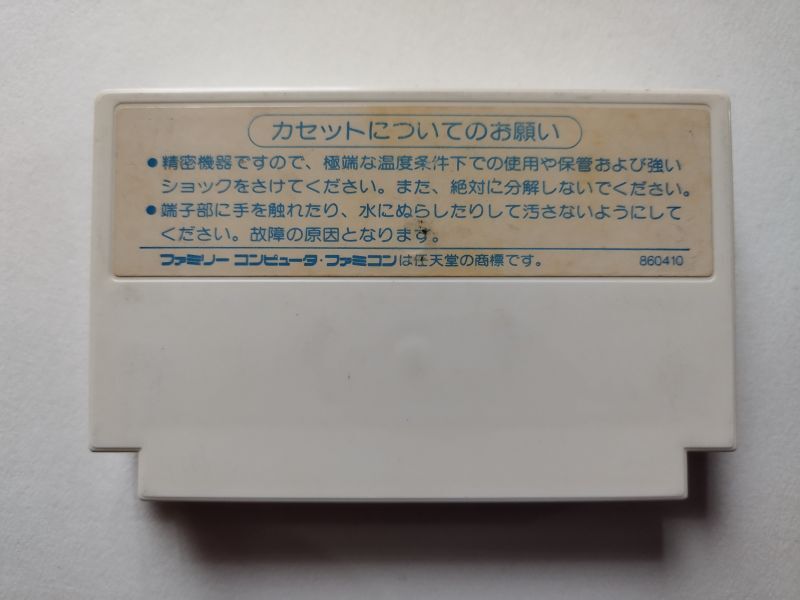 カセットについてのお願い
●精密機器ですので、極端な温度条件下での使用や保管および強い
ショックをさけてください。また、絶対に分解しないでください。
●端子部に手を触れたり、水にぬらしたりして汚さないようにして
ください。故障の原因となります。
ファミリー コンピュータ・ファミコンは任天堂の商標です。 860410